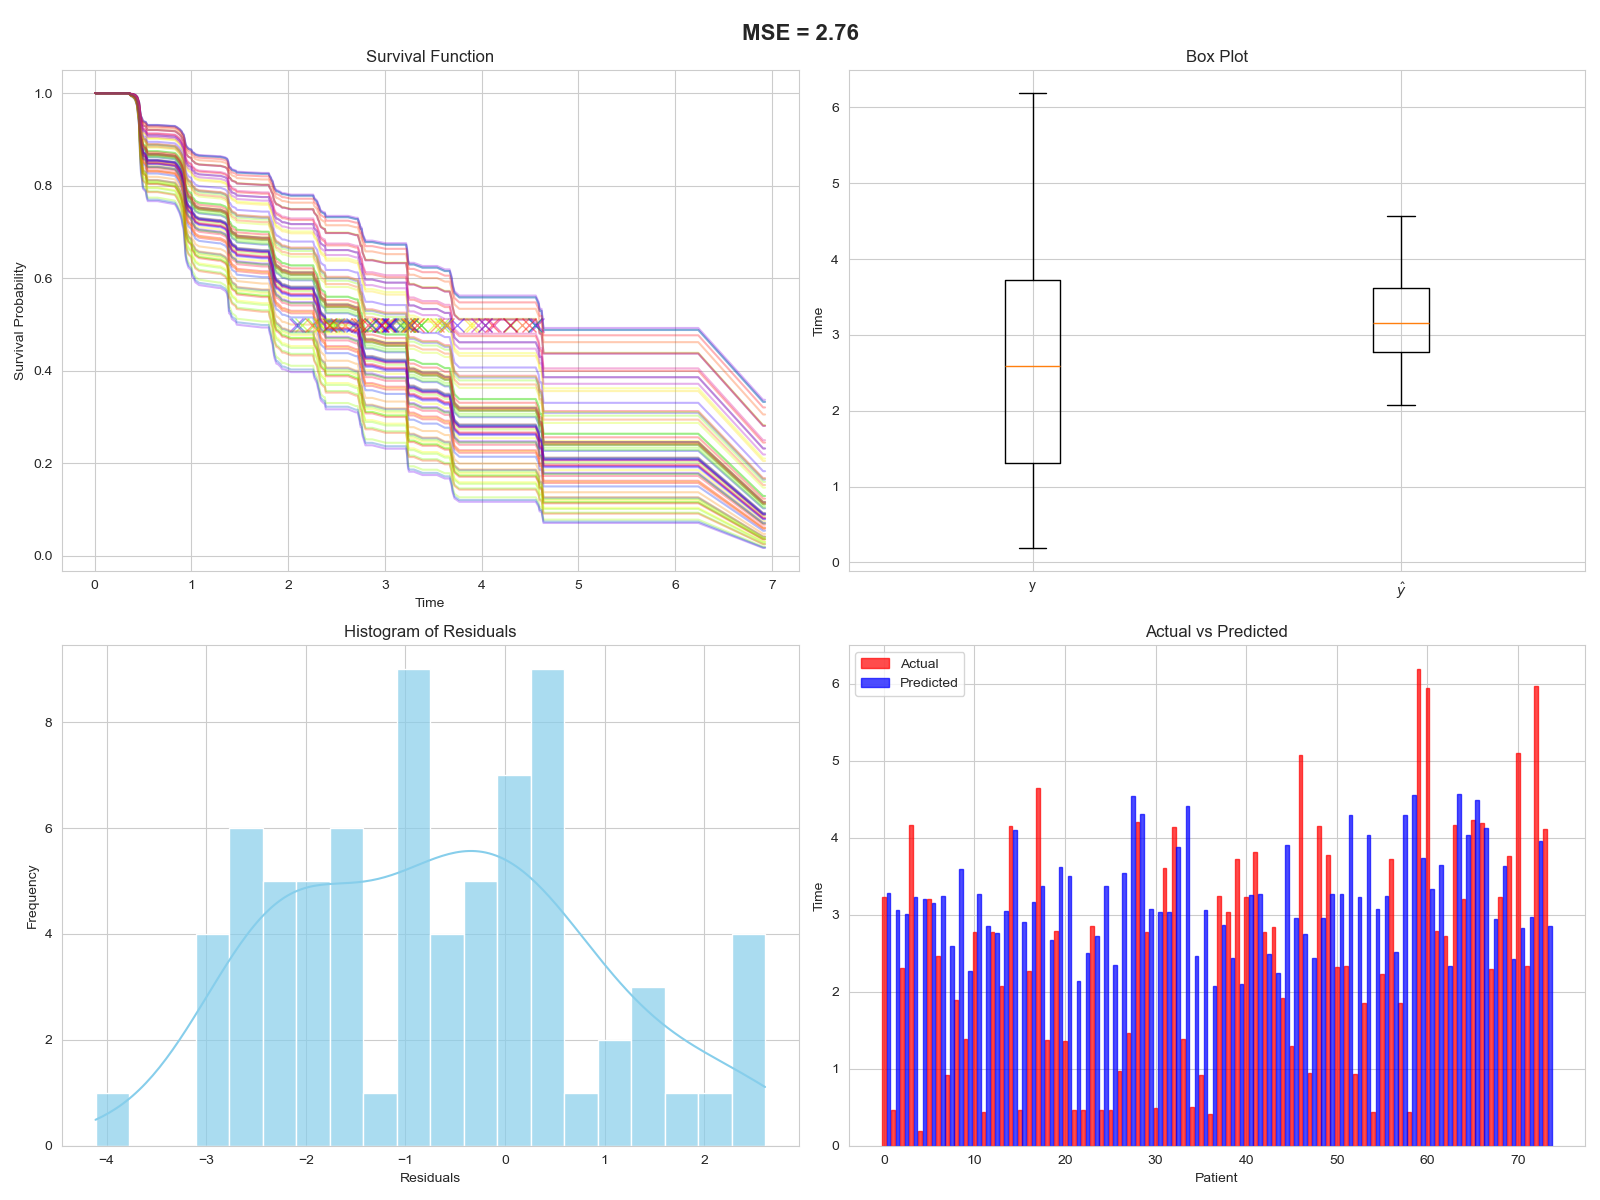 MSE = 2.76
Survival Function
1.0
0.8
0.6
0.4
0.2
0.0
Survival Probability
0 1 2 3 4 5 6 7
Time
Box Plot
6
5
4
3
2
1
0
Time
y ŷ
Histogram of Residuals
8
6
4
2
0
Frequency
−4 −3 −2 −1 0 1 2
Residuals
Actual vs Predicted
Actual
Predicted
6
5
4
3
2
1
0
Time
0 10 20 30 40 50 60 70
Patient